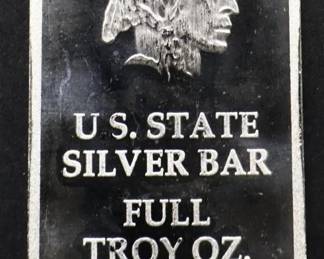 U S. STATE
SILVER BAR
FULL
TROY OZ.